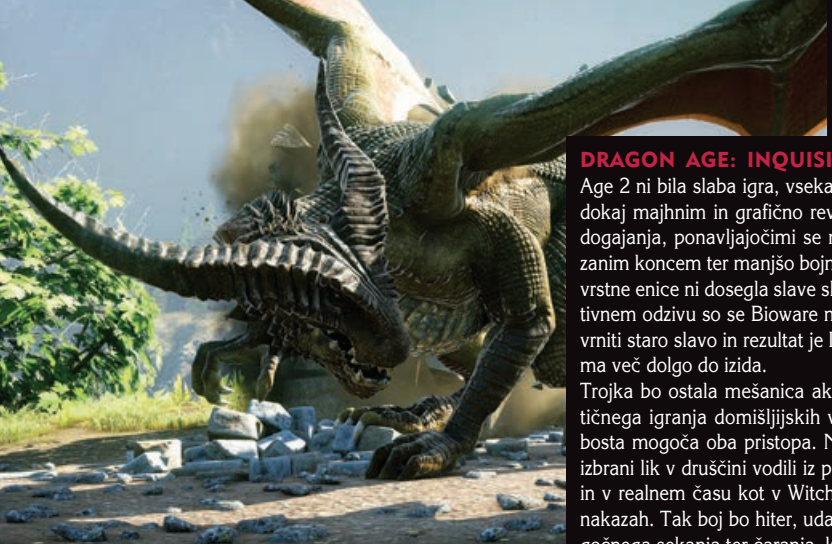 DRAGON AGE: INQUISI
Age 2 ni bila slaba igra, vseka
dokaj majhnim in grafično rev
dogajanja, ponavljajočimi se
zanim koncem ter manjšo bojn
vrstne enice ni dosegla slave
tivnem odzivu so se Bioware
vrniti staro slavo in rezultat je
ma več dolgo do izida.
Trojka bo ostala mešanica ak
tičnega igranja domišljijskih v
bosta mogoča oba pristopa. N
izbrani lik v druščini vodili iz p
in v realnem času kot v Witch
nakazah. Tak boj bo hiter, uda